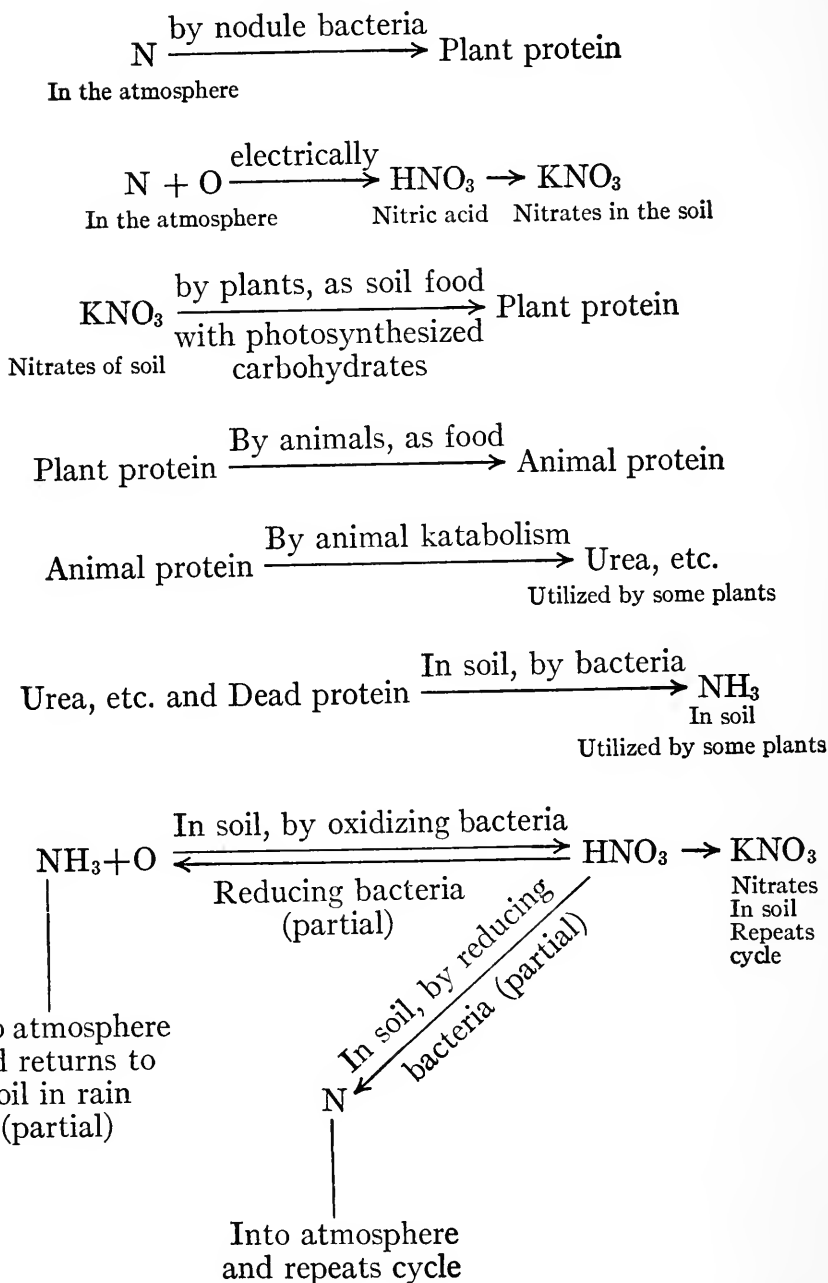 by nodule bacteria
N → Plant protein
In the atmosphere
electrically
N + O → HNO₃ → KNO₃
In the atmosphere Nitric acid Nitrates in the soil
by plants, as soil food
KNO₃ → Plant protein
with photosynthesized
Nitrates of soil carbohydrates
By animals, as food
Plant protein → Animal protein
By animal katabolism
Animal protein → Urea, etc.
Utilized by some plants
In soil, by bacteria
Urea, etc. and Dead protein → NH₃
In soil
Utilized by some plants
In soil, by oxidizing bacteria
NH₃+O ⇌ HNO₃ → KNO₃
Reducing bacteria
(partial)
Nitrates
In soil
Repeats
cycle
In soil, by reducing
bacteria (partial)
atmosphere
returns to
in rain
(partial)
N
Into atmosphere
and repeats cycle